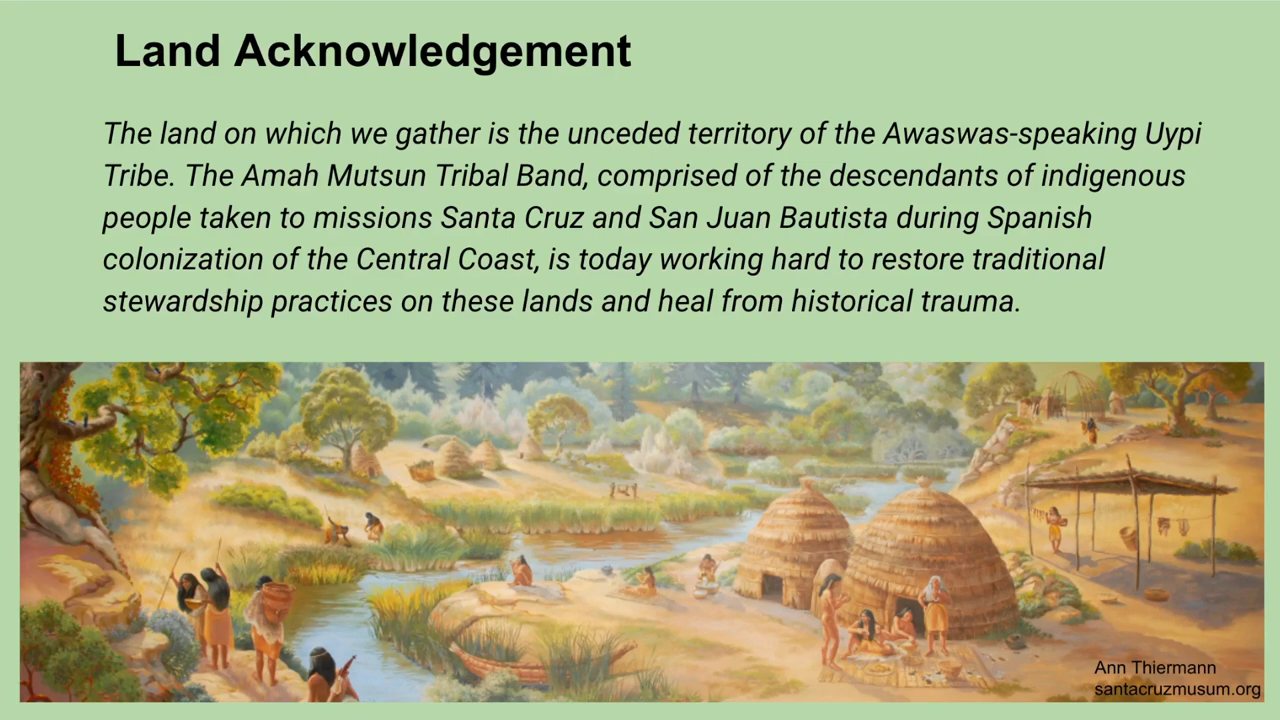 Land Acknowledgement
The land on which we gather is the unceded territory of the Awaswas-speaking Uypi
Tribe. The Amah Mutsun Tribal Band, comprised of the descendants of indigenous
people taken to missions Santa Cruz and San Juan Bautista during Spanish
colonization of the Central Coast, is today working hard to restore traditional
stewardship practices on these lands and heal from historical trauma.
Ann Thiermann
santacruzmusum.org